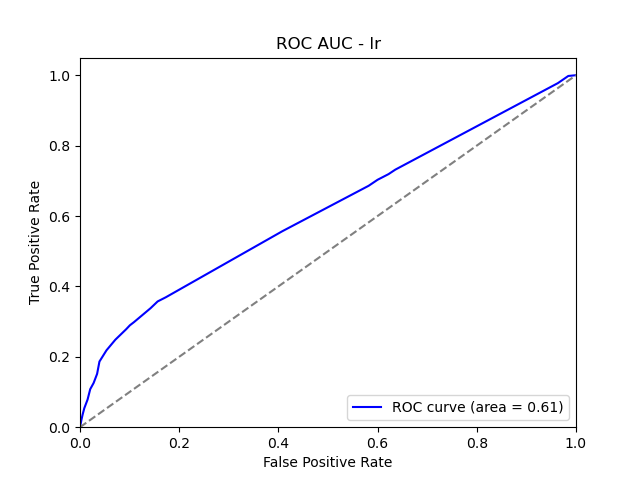 ROC AUC - lr
True Positive Rate
1.0
0.8
0.6
0.4
0.2
0.0
ROC curve (area = 0.61)
0.0 0.2 0.4 0.6 0.8 1.0
False Positive Rate